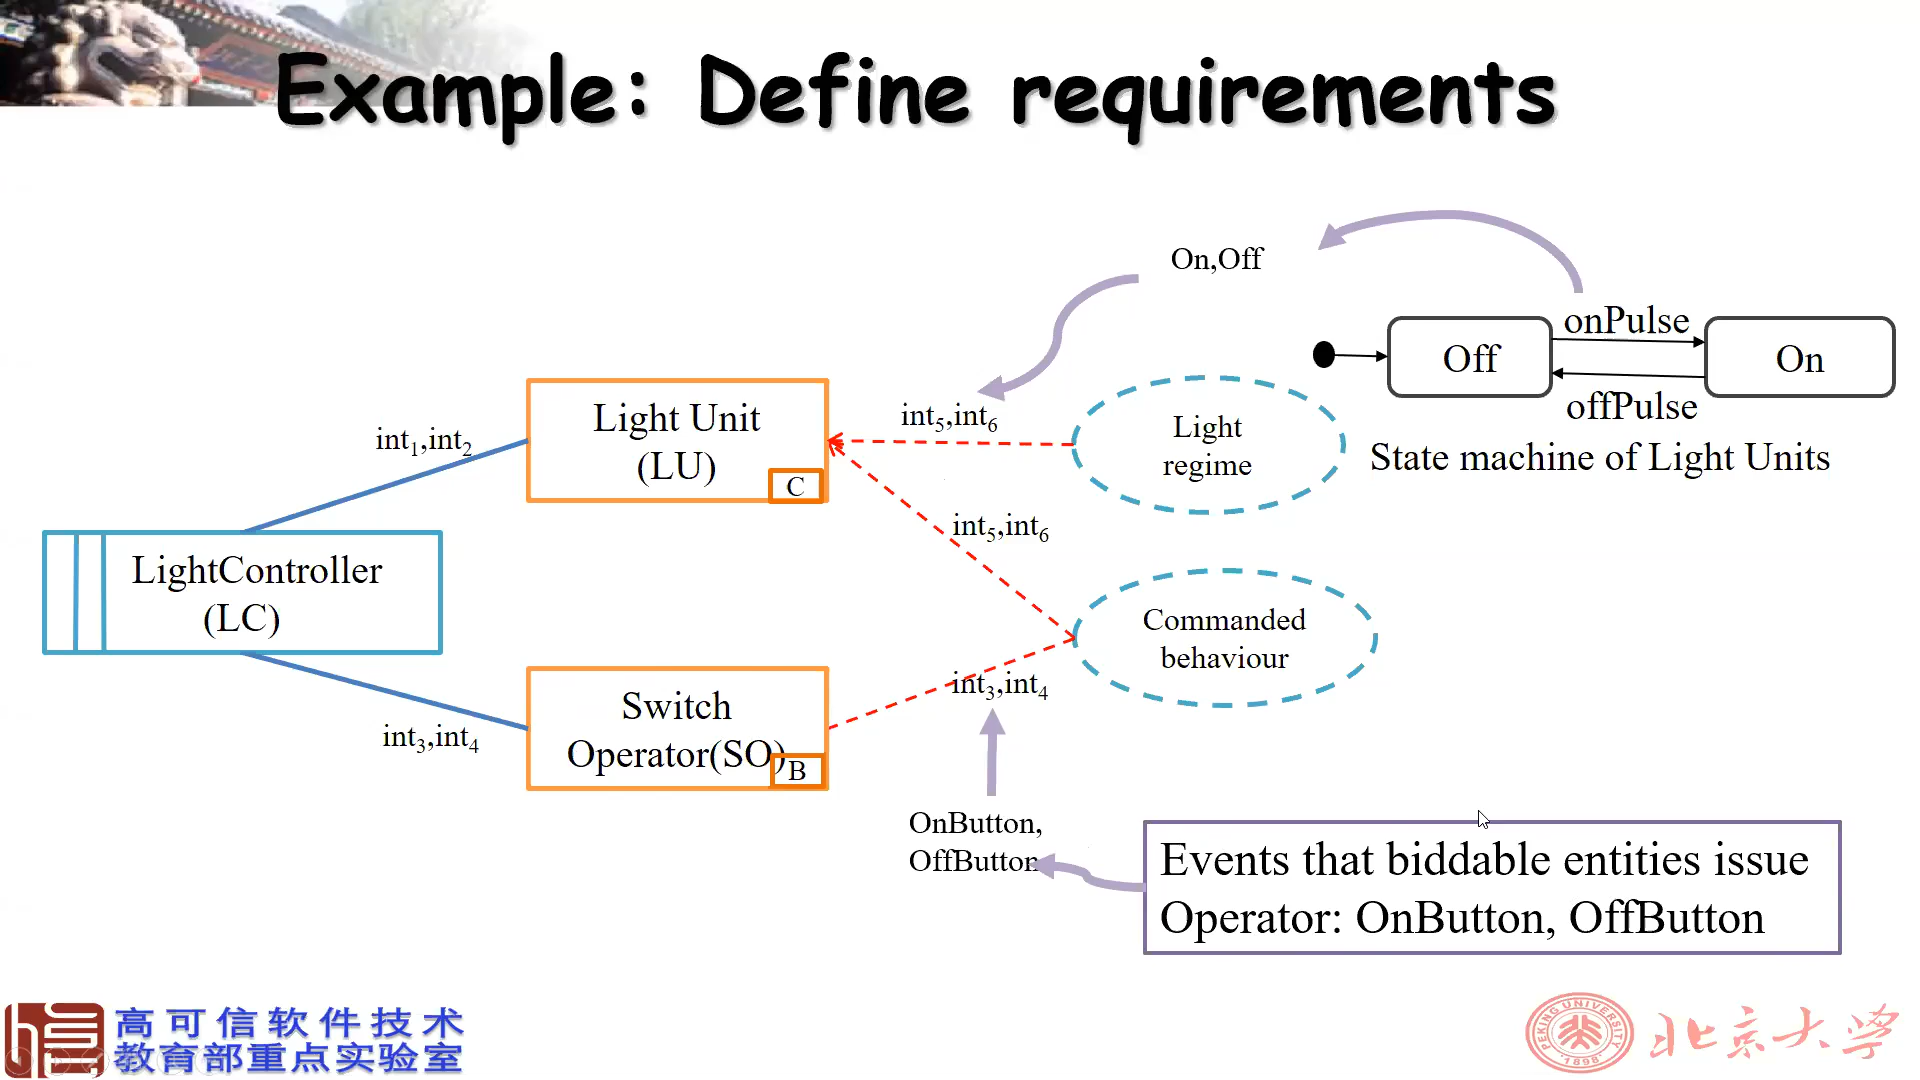 Example: Define requirements
On,Off
onPulse
Off
On
offPulse
State machine of Light Units
Light Unit
(LU)
C
int1,int2
int5,int6
Light
regime
int5,int6
LightController
(LC)
Commanded
behaviour
int3,int4
Switch
Operator(SO)
B
int3,int4
OnButton,
OffButton
Events that biddable entities issue
Operator: OnButton, OffButton
高可信软件技术
教育部重点实验室
PEKING UNIVERSITY
1898
北京大学